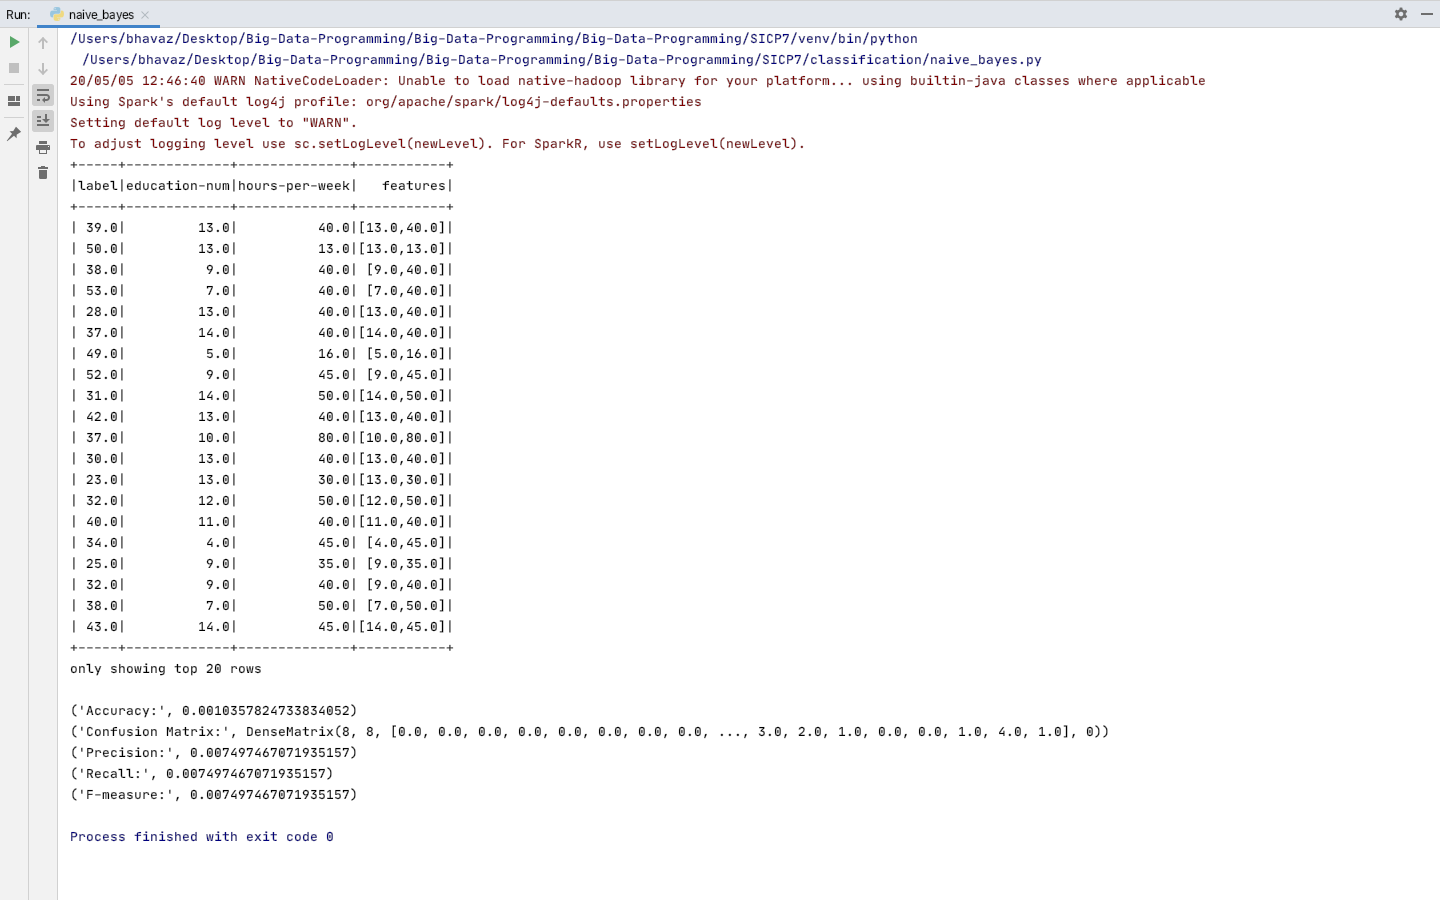 Run: naive_bayes
/Users/bhavaz/Desktop/Big-Data-Programming/Big-Data-Programming/Big-Data-Programming/SICP7/venv/bin/python
/Users/bhavaz/Desktop/Big-Data-Programming/Big-Data-Programming/Big-Data-Programming/SICP7/classification/naive_bayes.py
20/05/05 12:46:40 WARN NativeCodeLoader: Unable to load native-hadoop library for your platform... using builtin-java classes where applicable
Using Spark's default log4j profile: org/apache/spark/log4j-defaults.properties
Setting default log level to "WARN".
To adjust logging level use sc.setLogLevel(newLevel). For SparkR, use setLogLevel(newLevel).
+-----+-------------+--------------+-----------+
|label|education-num|hours-per-week|   features|
+-----+-------------+--------------+-----------+
| 39.0|         13.0|          40.0|[13.0,40.0]|
| 50.0|         13.0|          13.0|[13.0,13.0]|
| 38.0|          9.0|          40.0| [9.0,40.0]|
| 53.0|          7.0|          40.0| [7.0,40.0]|
| 28.0|         13.0|          40.0|[13.0,40.0]|
| 37.0|         14.0|          40.0|[14.0,40.0]|
| 49.0|          5.0|          16.0| [5.0,16.0]|
| 52.0|          9.0|          45.0| [9.0,45.0]|
| 31.0|         14.0|          50.0|[14.0,50.0]|
| 42.0|         13.0|          40.0|[13.0,40.0]|
| 37.0|         10.0|          80.0|[10.0,80.0]|
| 30.0|         13.0|          40.0|[13.0,40.0]|
| 23.0|         13.0|          30.0|[13.0,30.0]|
| 32.0|         12.0|          50.0|[12.0,50.0]|
| 40.0|         11.0|          40.0|[11.0,40.0]|
| 34.0|          4.0|          45.0| [4.0,45.0]|
| 25.0|          9.0|          35.0| [9.0,35.0]|
| 32.0|          9.0|          40.0| [9.0,40.0]|
| 38.0|          7.0|          50.0| [7.0,50.0]|
| 43.0|         14.0|          45.0|[14.0,45.0]|
+-----+-------------+--------------+-----------+
only showing top 20 rows
('Accuracy:', 0.0010357824733834052)
('Confusion Matrix:', DenseMatrix(8, 8, [0.0, 0.0, 0.0, 0.0, 0.0, 0.0, 0.0, 0.0, ..., 3.0, 2.0, 1.0, 0.0, 0.0, 1.0, 4.0, 1.0], 0))
('Precision:', 0.007497467071935157)
('Recall:', 0.007497467071935157)
('F-measure:', 0.007497467071935157)
Process finished with exit code 0